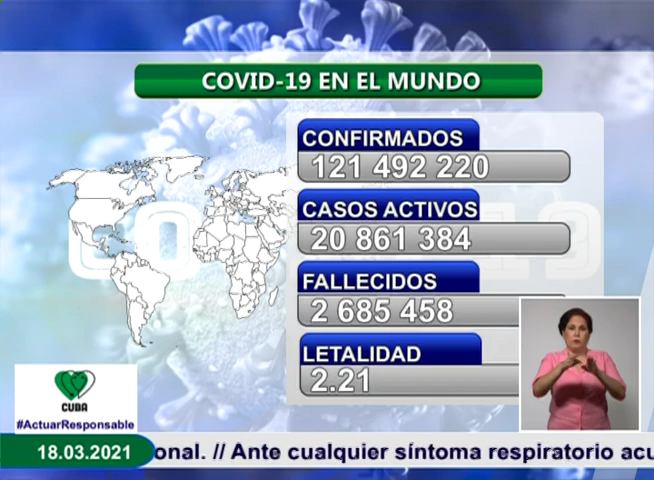 COVID-19 EN EL MUNDO
CONFIRMADOS
121 492 220
CASOS ACTIVOS
20 861 384
FALLECIDOS
2 685 458
LETALIDAD
2.21
CUBA
#ActuarResponsable
18.03.2021
onal. // Ante cualquier síntoma respiratorio acu